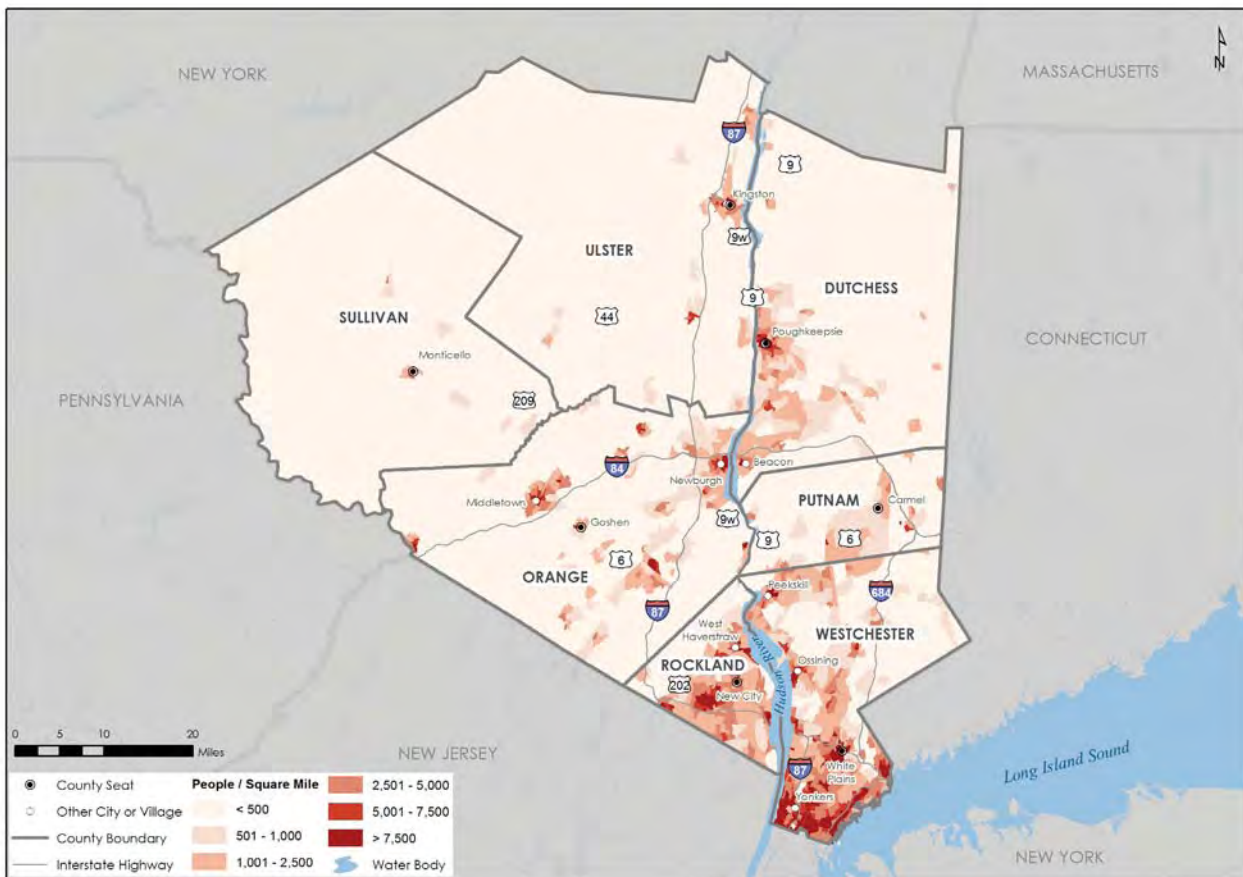 NEW YORK
MASSACHUSETTS
N
87
9
Kingston
9W
ULSTER
DUTCHESS
9
44
SULLIVAN
Poughkeepsie
CONNECTICUT
Monticello
PENNSYLVANIA
209
84
Beacon
Newburgh
Middletown
PUTNAM
Carmel
9W
Goshen
9
6
6
ORANGE
Peekskill
684
87
West
Haverstraw
WESTCHESTER
Hudson River
ROCKLAND
Ossining
202
New City
0 5 10 20
Miles
NEW JERSEY
Long Island Sound
White
Plains
87
Yonkers
NEW YORK
County Seat
Other City or Village
County Boundary
Interstate Highway
People / Square Mile
< 500
501 - 1,000
1,001 - 2,500
2,501 - 5,000
5,001 - 7,500
> 7,500
Water Body